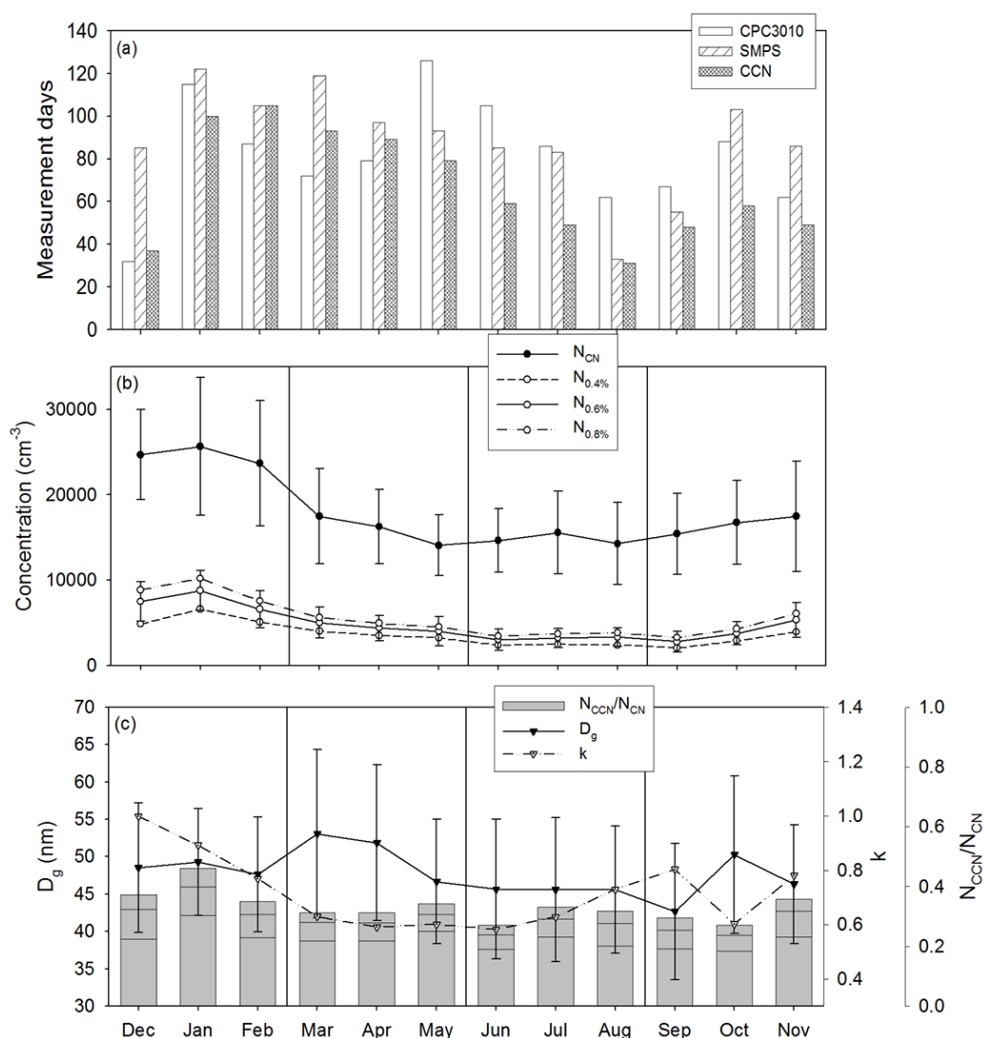 (a)
CPC3010
SMPS
CCN
Measurement days
140
120
100
80
60
40
20
0
(b)
N_CN
N_0.4%
N_0.6%
N_0.8%
Concentration (cm⁻³)
30000
20000
10000
0
(c)
N_CCN/N_CN
D_g
k
D_g (nm)
70
65
60
55
50
45
40
35
30
1.4
1.2
1.0
0.8
0.6
0.4
k
1.0
0.8
0.6
0.4
0.2
0.0
N_CCN/N_CN
Dec Jan Feb Mar Apr May Jun Jul Aug Sep Oct Nov